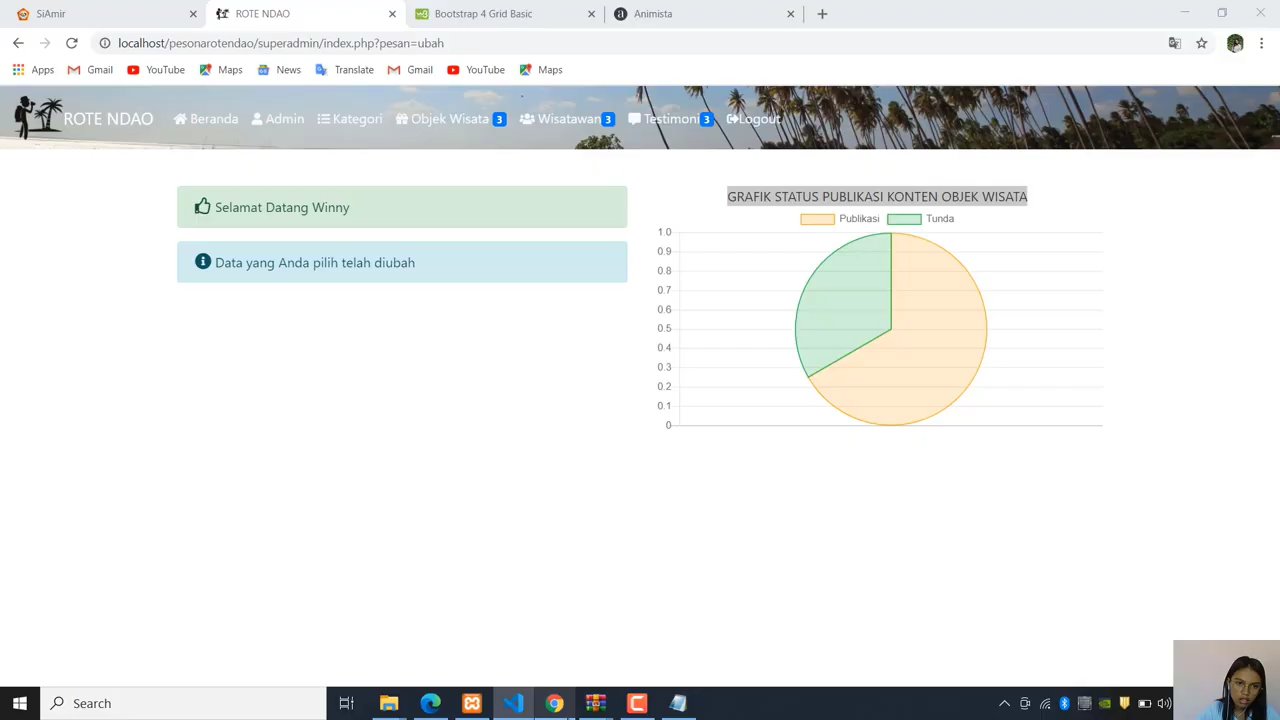 SiAmir
ROTE NDAO
Bootstrap 4 Grid Basic
Animista
localhost/pesonarotendao/superadmin/index.php?pesan=ubah
Apps Gmail YouTube Maps News Translate Gmail YouTube Maps
ROTE NDAO Beranda Admin Kategori Objek Wisata 3 Wisatawan 3 Testimoni 3 Logout
Selamat Datang Winny
Data yang Anda pilih telah diubah
GRAFIK STATUS PUBLIKASI KONTEN OBJEK WISATA
Publikasi Tunda
1.0
0.9
0.8
0.7
0.6
0.5
0.4
0.3
0.2
0.1
0
Search